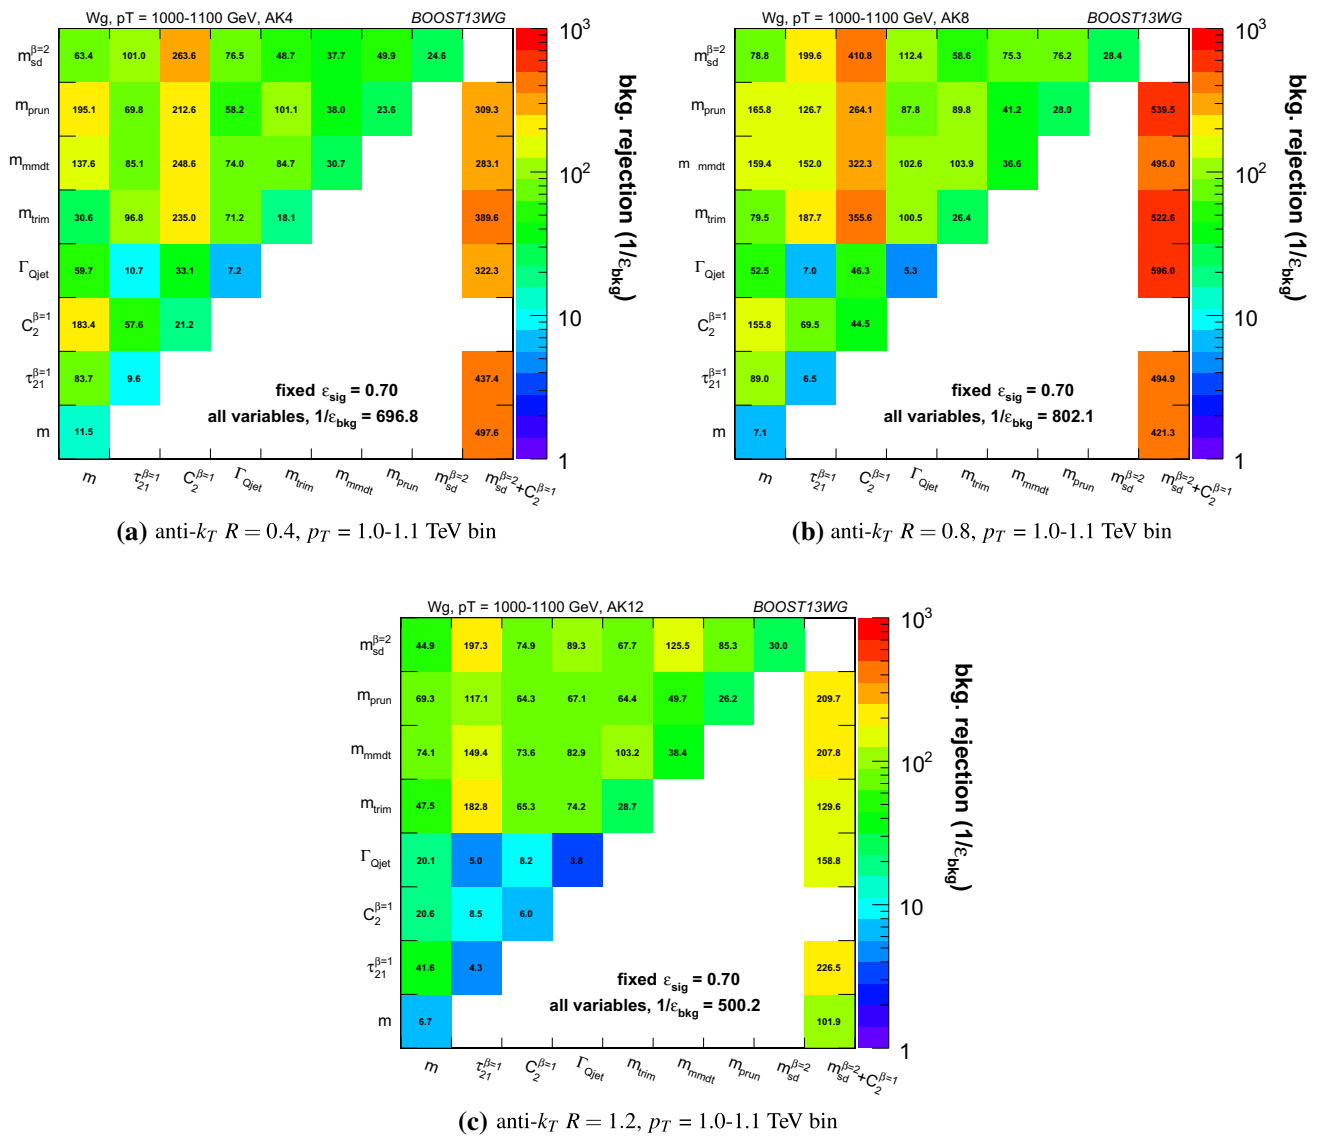 Wg, pT = 1000-1100 GeV, AK4 BOOST13WG
m_sd^β=2 63.4 101.0 263.6 76.5 48.7 37.7 49.9 24.6
m_prun 195.1 69.8 212.6 58.2 101.1 38.0 23.6 309.3
m_mmdt 137.6 85.1 248.6 74.0 84.7 30.7 283.1
m_trim 30.6 96.8 235.0 71.2 18.1 389.6
Γ_Qjet 59.7 10.7 33.1 7.2 322.3
C_2^β=1 183.4 57.6 21.2
τ_21^β=1 83.7 9.6 437.4
m 11.5 497.6
fixed ε_sig = 0.70
all variables, 1/ε_bkg = 696.8
m τ_21^β=1 C_2^β=1 Γ_Qjet m_trim m_mmdt m_prun m_sd^β=2 m_sd^β=2+C_2^β=1
10^3
10^2
10
1
bkg. rejection (1/ε_bkg)
(a) anti-k_T R = 0.4, p_T = 1.0-1.1 TeV bin
Wg, pT = 1000-1100 GeV, AK8 BOOST13WG
m_sd^β=2 78.8 199.6 410.8 112.4 58.6 75.3 76.2 28.4
m_prun 165.8 126.7 264.1 87.8 89.8 41.2 28.0 539.5
m_mmdt 159.4 152.0 322.3 102.6 103.9 36.6 495.0
m_trim 79.5 187.7 355.6 100.5 26.4 522.6
Γ_Qjet 52.5 7.0 46.3 5.3 596.0
C_2^β=1 155.8 69.5 44.5
τ_21^β=1 89.0 6.5 494.9
m 7.1 421.3
fixed ε_sig = 0.70
all variables, 1/ε_bkg = 802.1
m τ_21^β=1 C_2^β=1 Γ_Qjet m_trim m_mmdt m_prun m_sd^β=2 m_sd^β=2+C_2^β=1
10^3
10^2
10
1
bkg. rejection (1/ε_bkg)
(b) anti-k_T R = 0.8, p_T = 1.0-1.1 TeV bin
Wg, pT = 1000-1100 GeV, AK12 BOOST13WG
m_sd^β=2 44.9 197.3 74.9 89.3 67.7 125.5 85.3 30.0
m_prun 69.3 117.1 64.3 67.1 64.4 49.7 26.2 209.7
m_mmdt 74.1 149.4 73.6 82.9 103.2 38.4 207.8
m_trim 47.5 182.8 65.3 74.2 28.7 129.6
Γ_Qjet 20.1 5.0 8.2 3.8 158.8
C_2^β=1 20.6 8.5 6.0
τ_21^β=1 41.6 4.3 226.5
m 6.7 101.9
fixed ε_sig = 0.70
all variables, 1/ε_bkg = 500.2
m τ_21^β=1 C_2^β=1 Γ_Qjet m_trim m_mmdt m_prun m_sd^β=2 m_sd^β=2+C_2^β=1
10^3
10^2
10
1
bkg. rejection (1/ε_bkg)
(c) anti-k_T R = 1.2, p_T = 1.0-1.1 TeV bin